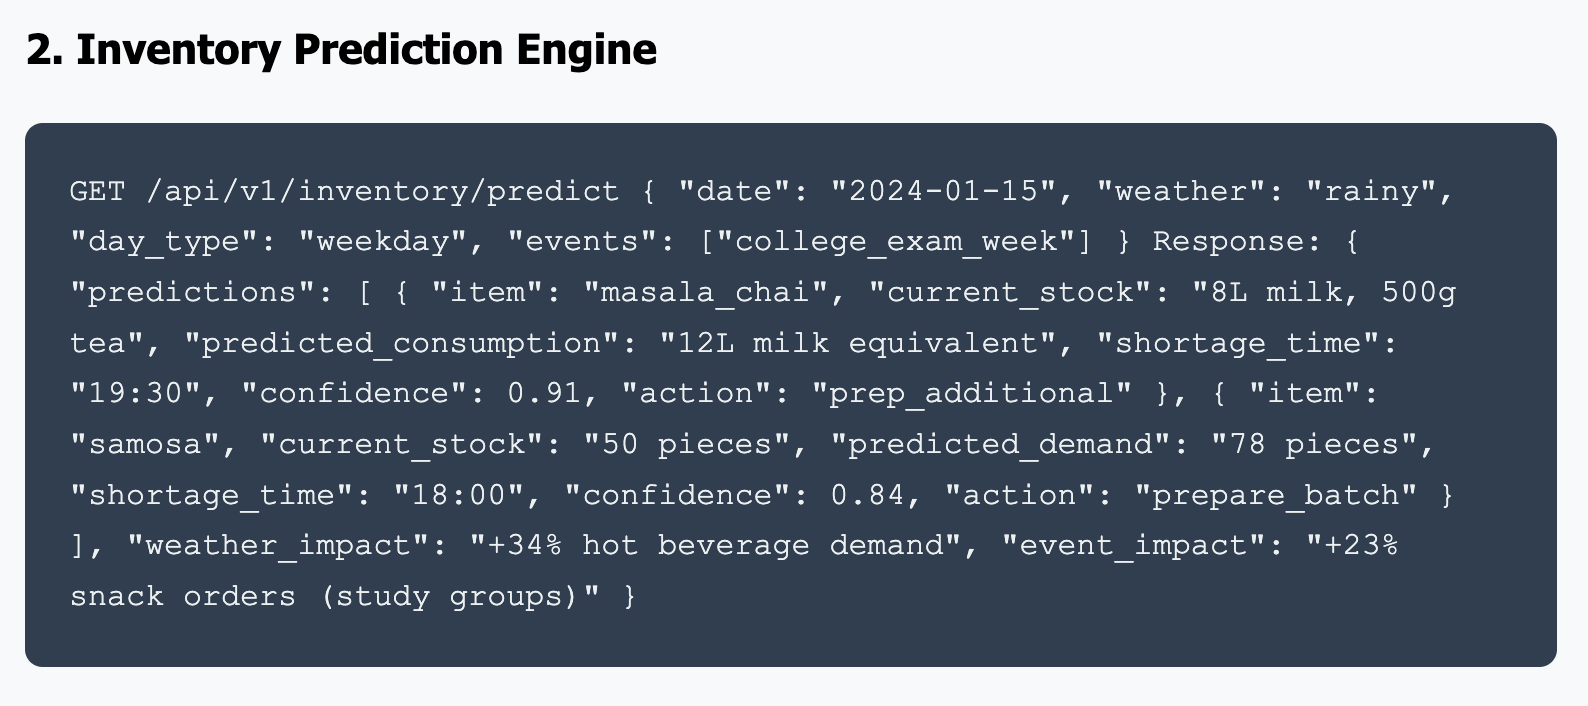 2. Inventory Prediction Engine
GET /api/v1/inventory/predict { "date": "2024-01-15", "weather": "rainy",
"day_type": "weekday", "events": ["college_exam_week"] } Response: {
"predictions": [ { "item": "masala_chai", "current_stock": "8L milk, 500g
tea", "predicted_consumption": "12L milk equivalent", "shortage_time":
"19:30", "confidence": 0.91, "action": "prep_additional" }, { "item":
"samosa", "current_stock": "50 pieces", "predicted_demand": "78 pieces",
"shortage_time": "18:00", "confidence": 0.84, "action": "prepare_batch" }
], "weather_impact": "+34% hot beverage demand", "event_impact": "+23%
snack orders (study groups)" }